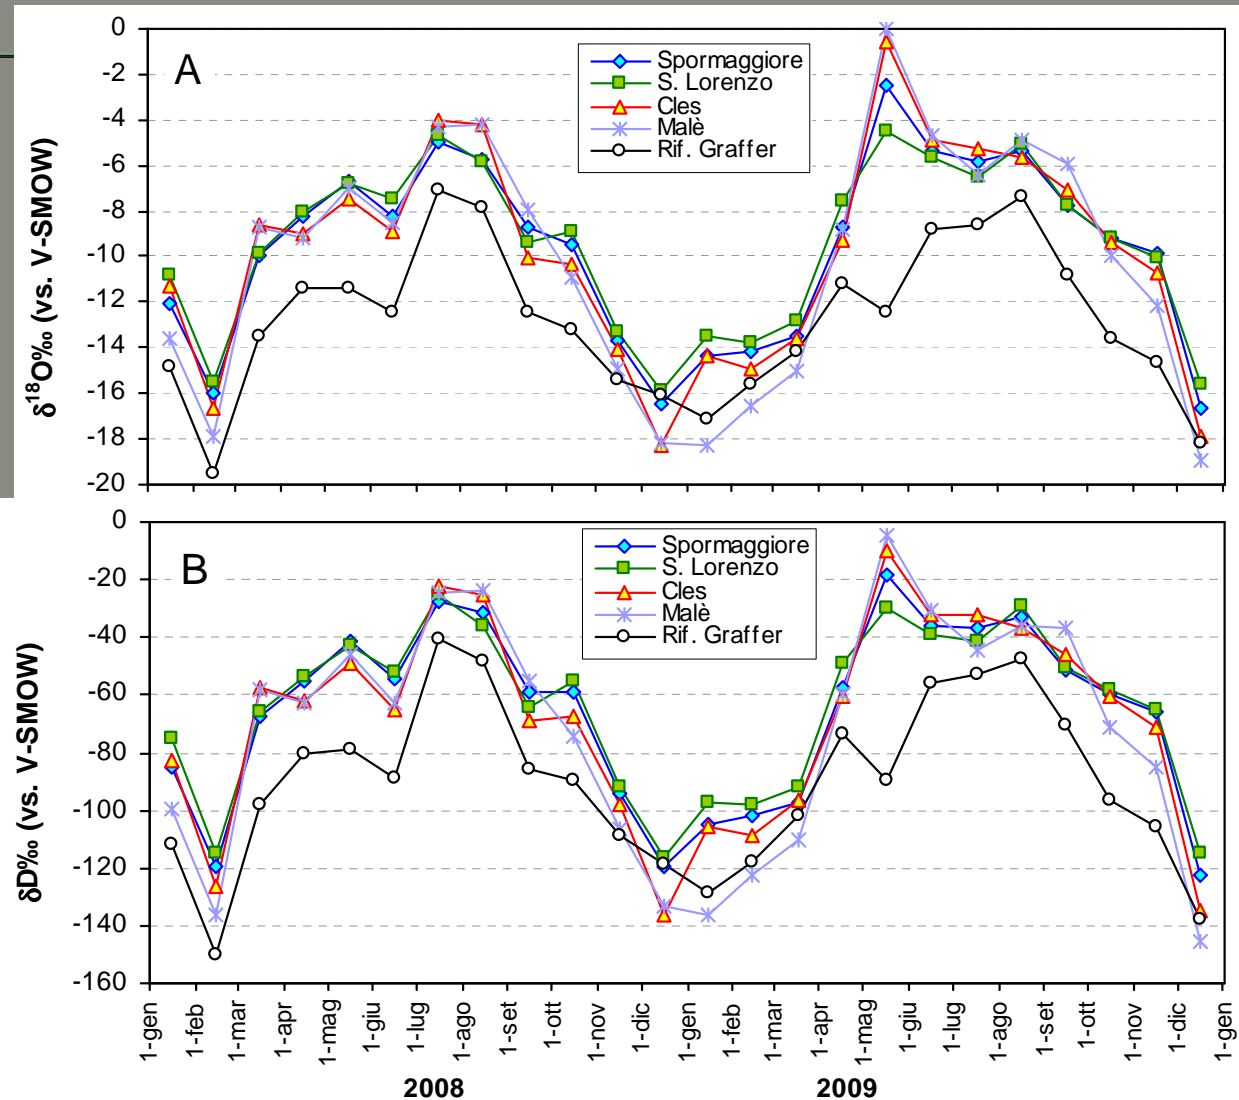 A
0
-2
-4
-6
-8
-10
-12
-14
-16
-18
-20
δ18O‰ (vs. V-SMOW)
Spormaggiore
S. Lorenzo
Cles
Malè
Rif. Graffer
B
0
-20
-40
-60
-80
-100
-120
-140
-160
δD‰ (vs. V-SMOW)
Spormaggiore
S. Lorenzo
Cles
Malè
Rif. Graffer
1-gen
1-feb
1-mar
1-apr
1-mag
1-giu
1-lug
1-ago
1-set
1-ott
1-nov
1-dic
1-gen
1-feb
1-mar
1-apr
1-mag
1-giu
1-lug
1-ago
1-set
1-ott
1-nov
1-dic
1-gen
2008
2009